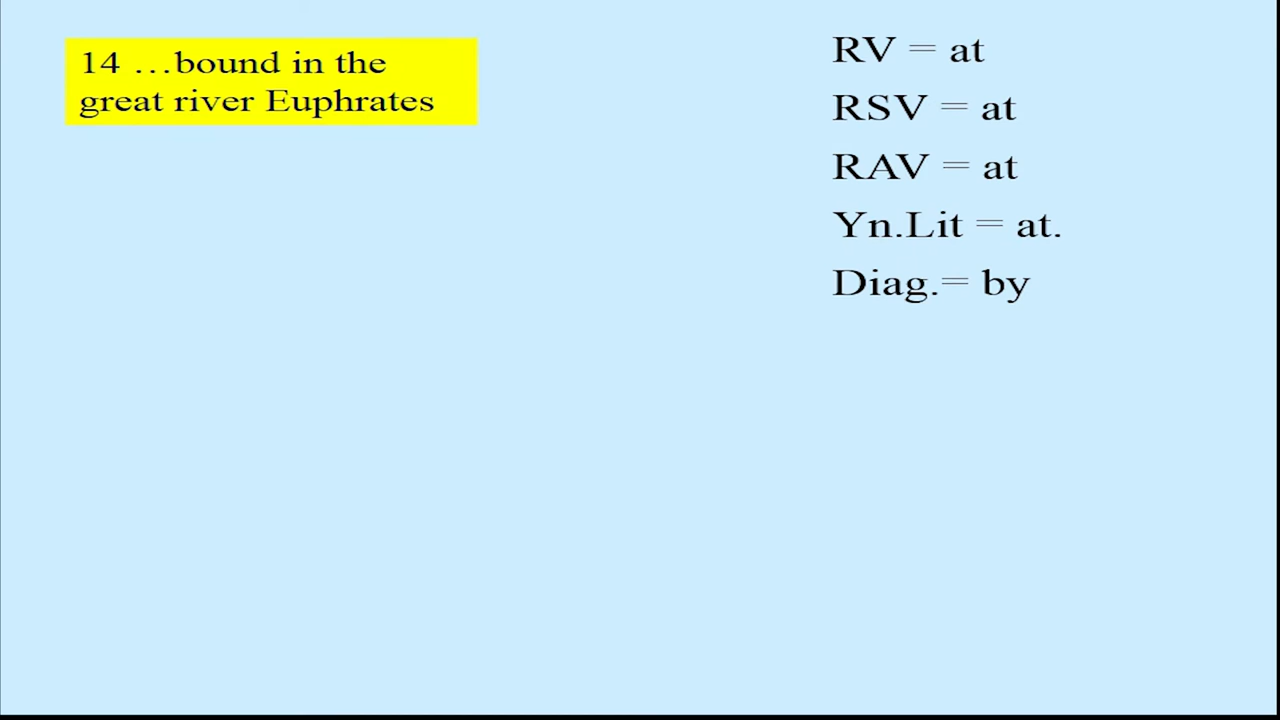 14 …bound in the
great river Euphrates
RV = at
RSV = at
RAV = at
Yn.Lit = at.
Diag.= by